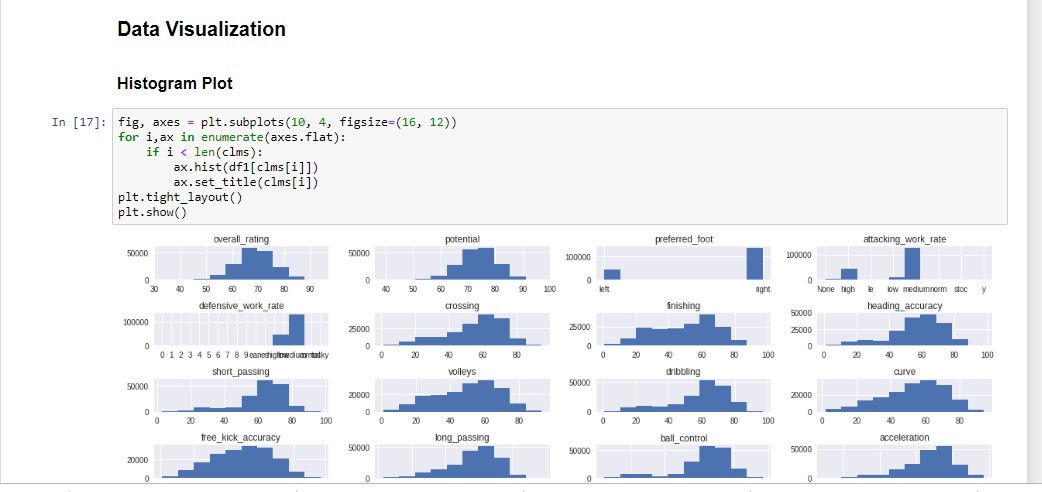 Data Visualization
Histogram Plot
In [17]:
fig, axes = plt.subplots(10, 4, figsize=(16, 12))
for i,ax in enumerate(axes.flat):
if i < len(clms):
ax.hist(df1[clms[i]])
ax.set_title(clms[i])
plt.tight_layout()
plt.show()
overall_rating potential preferred_foot attacking_work_rate
50000 50000 100000 100000
0 0 0 0
30 40 50 60 70 80 90 40 50 60 70 80 90 100 left right None high le low medium norm stoc y
defensive_work_rate crossing finishing heading_accuracy
100000 25000 25000 50000
25000
0 0 0 0
0 1 2 3 4 5 6 7 8 9 0 20 40 60 80 0 20 40 60 80 100 0 20 40 60 80 100
short_passing volleys dribbling curve
50000 20000 50000 20000
0 0 0 0
0 20 40 60 80 100 0 20 40 60 80 0 20 40 60 80 100 0 20 40 60 80
free_kick_accuracy long_passing ball_control acceleration
20000 50000 50000 50000
0 0 0 0